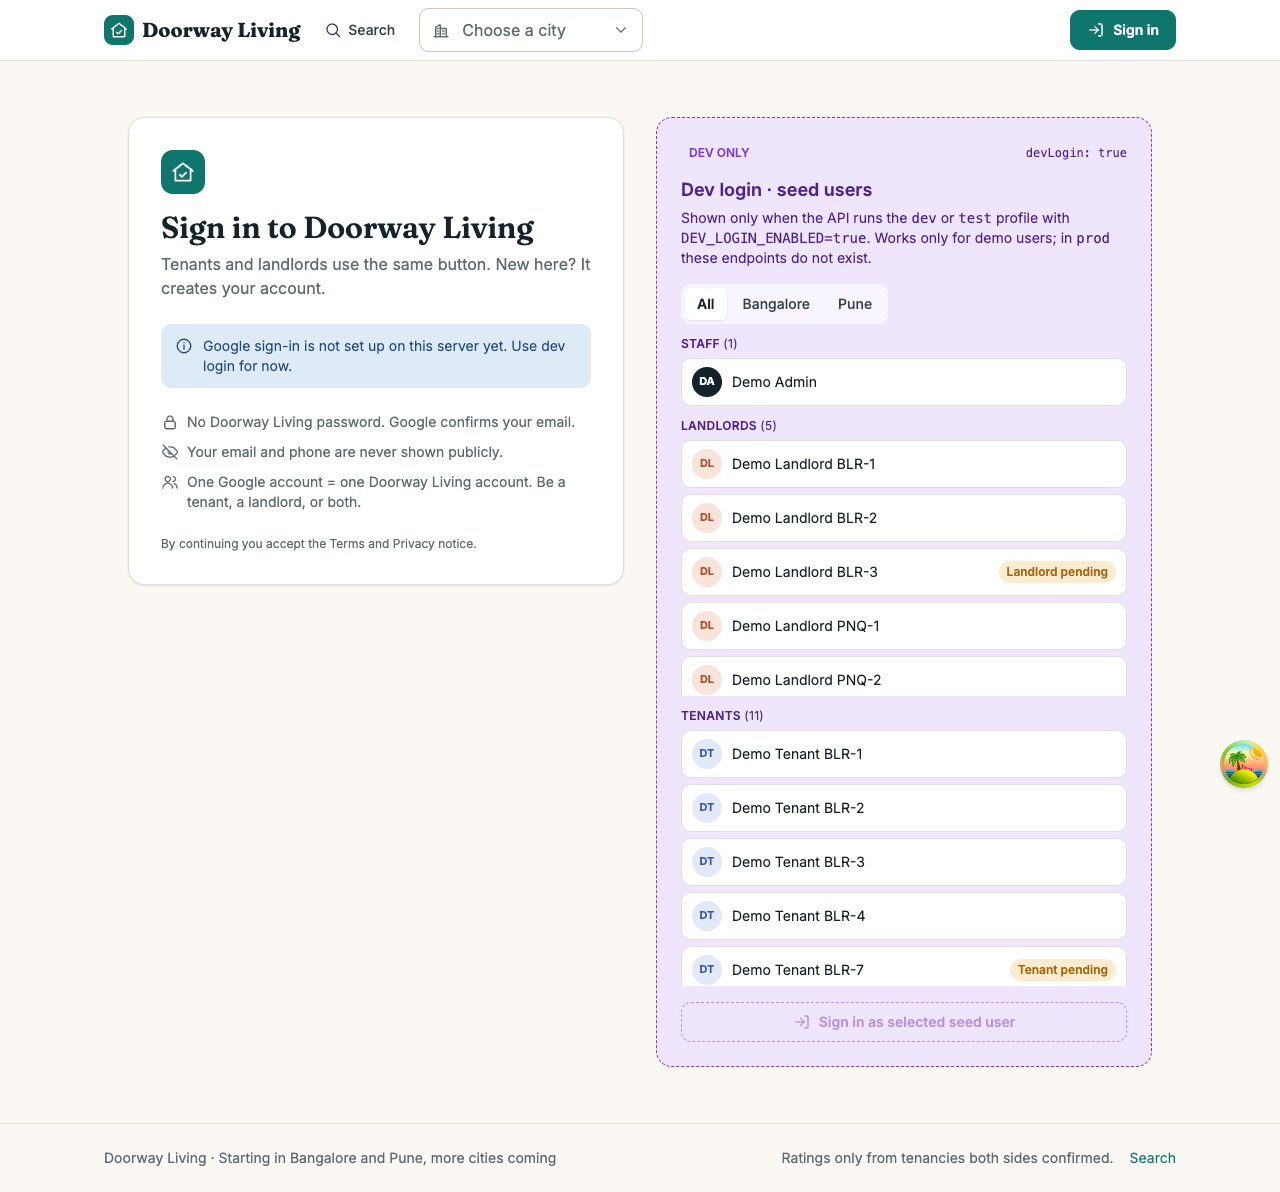 Doorway Living
Search
Choose a city
Sign in
Sign in to Doorway Living
Tenants and landlords use the same button. New here? It
creates your account.
Google sign-in is not set up on this server yet. Use dev
login for now.
No Doorway Living password. Google confirms your email.
Your email and phone are never shown publicly.
One Google account = one Doorway Living account. Be a
tenant, a landlord, or both.
By continuing you accept the Terms and Privacy notice.
DEV ONLY
devLogin: true
Dev login · seed users
Shown only when the API runs the dev or test profile with
DEV_LOGIN_ENABLED=true. Works only for demo users; in prod
these endpoints do not exist.
All
Bangalore
Pune
STAFF (1)
DA Demo Admin
LANDLORDS (5)
DL Demo Landlord BLR-1
DL Demo Landlord BLR-2
DL Demo Landlord BLR-3 Landlord pending
DL Demo Landlord PNQ-1
DL Demo Landlord PNQ-2
TENANTS (11)
DT Demo Tenant BLR-1
DT Demo Tenant BLR-2
DT Demo Tenant BLR-3
DT Demo Tenant BLR-4
DT Demo Tenant BLR-7 Tenant pending
Sign in as selected seed user
Doorway Living · Starting in Bangalore and Pune, more cities coming
Ratings only from tenancies both sides confirmed.
Search